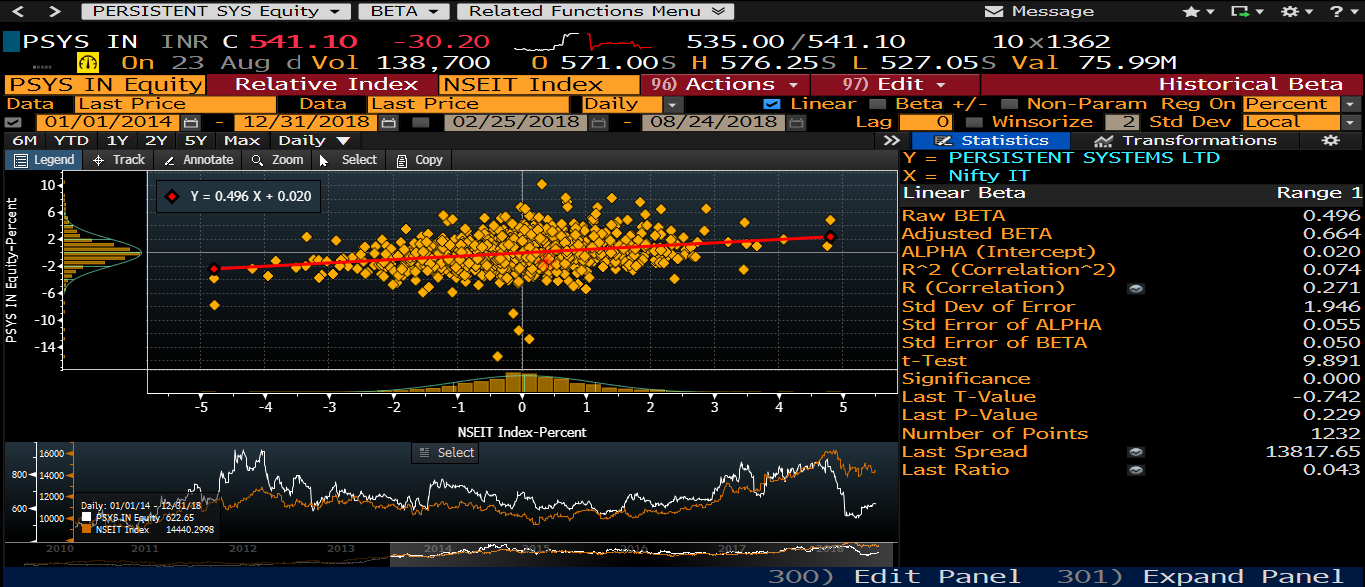 < > PERSISTENT SYS Equity BETA Related Functions Menu Message ?
PSYS IN INR C 541.10 -30.20 535.00/541.10 10x1362
On 23 Aug d Vol 138,700 O 571.00S H 576.25S L 527.05S Val 75.99M
PSYS IN Equity Relative Index NSEIT Index 96) Actions 97) Edit Historical Beta
Data Last Price Data Last Price Daily Linear Beta +/- Non-Param Reg On Percent
01/01/2014 - 12/31/2018 02/25/2018 - 08/24/2018 Lag 0 Winsorize 2 Std Dev Local
6M YTD 1Y 2Y 5Y Max Daily >> Statistics Transformations
Legend Track Annotate Zoom Select Copy
Y = PERSISTENT SYSTEMS LTD
X = Nifty IT
Linear Beta Range 1
Raw BETA 0.496
Adjusted BETA 0.664
ALPHA (Intercept) 0.020
R^2 (Correlation^2) 0.074
R (Correlation) 0.271
Std Dev of Error 1.946
Std Error of ALPHA 0.055
Std Error of BETA 0.050
t-Test 9.891
Significance 0.000
Last T-Value -0.742
Last P-Value 0.229
Number of Points 1232
Last Spread 13817.65
Last Ratio 0.043
Y = 0.496 X + 0.020
PSYS IN Equity-Percent
10
6
2
-2
-6
-10
-14
-5 -4 -3 -2 -1 0 1 2 3 4 5
NSEIT Index-Percent
Select
800
600
16000
14000
12000
10000
Daily: 01/01/14 - 12/31/18
PSYS IN Equity 622.65
NSEIT Index 14440.2998
2010 2011 2012 2013 2014 2015 2016 2017 2018
300) Edit Panel 301) Expand Panel